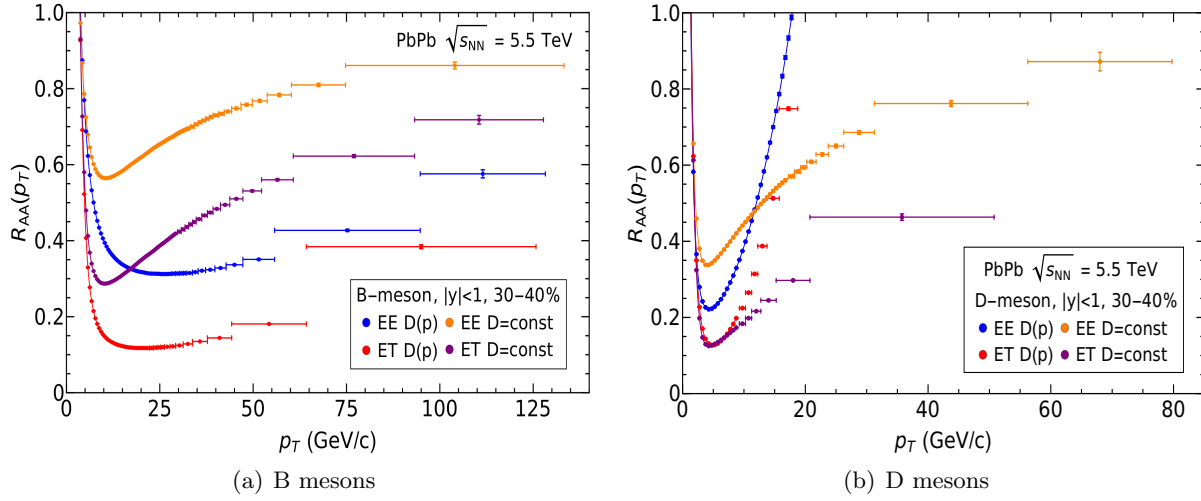 1.0
0.8
0.6
0.4
0.2
0.0
R_AA(p_T)
PbPb √s_NN = 5.5 TeV
B−meson, |y|<1, 30−40%
EE D(p) EE D=const
ET D(p) ET D=const
0 25 50 75 100 125
p_T (GeV/c)
(a) B mesons
1.0
0.8
0.6
0.4
0.2
0.0
R_AA(p_T)
PbPb √s_NN = 5.5 TeV
D−meson, |y|<1, 30−40%
EE D(p) EE D=const
ET D(p) ET D=const
0 20 40 60 80
p_T (GeV/c)
(b) D mesons